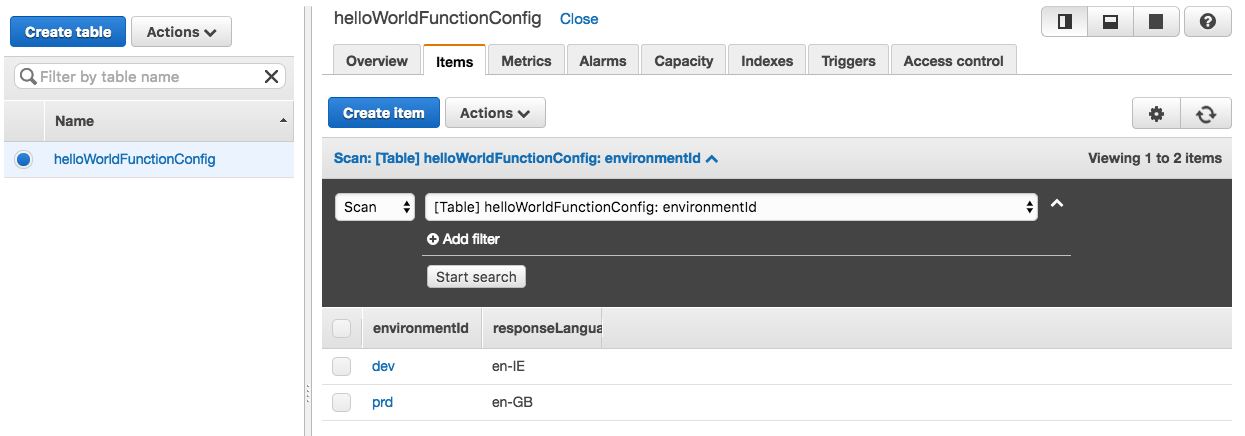 Create table Actions
Filter by table name
Name
helloWorldFunctionConfig
helloWorldFunctionConfig Close
Overview Items Metrics Alarms Capacity Indexes Triggers Access control
Create item Actions
Scan: [Table] helloWorldFunctionConfig: environmentId Viewing 1 to 2 items
Scan [Table] helloWorldFunctionConfig: environmentId
Add filter
Start search
environmentId responseLangua
dev en-IE
prd en-GB